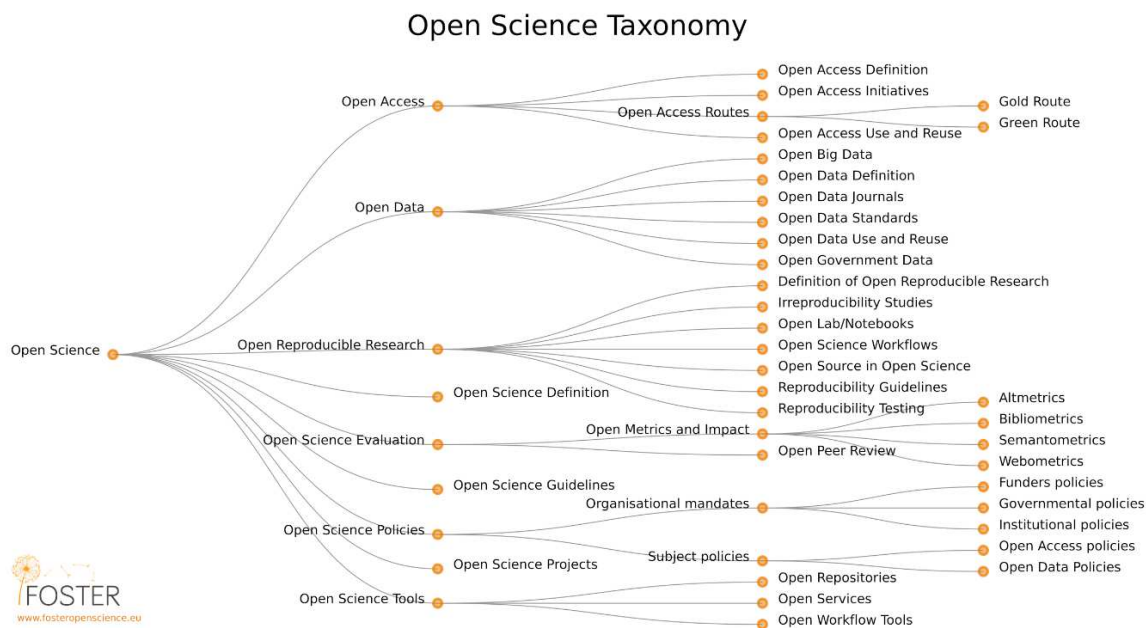 Open Science Taxonomy
Open Science
Open Access
Open Access Definition
Open Access Initiatives
Open Access Routes
Gold Route
Green Route
Open Access Use and Reuse
Open Data
Open Big Data
Open Data Definition
Open Data Journals
Open Data Standards
Open Data Use and Reuse
Open Government Data
Open Reproducible Research
Definition of Open Reproducible Research
Irreproducibility Studies
Open Lab/Notebooks
Open Science Workflows
Open Source in Open Science
Reproducibility Guidelines
Reproducibility Testing
Open Science Definition
Open Science Evaluation
Open Metrics and Impact
Altmetrics
Bibliometrics
Semantometrics
Webometrics
Open Peer Review
Open Science Guidelines
Open Science Policies
Organisational mandates
Funders policies
Governmental policies
Institutional policies
Subject policies
Open Access policies
Open Data Policies
Open Science Projects
Open Science Tools
Open Repositories
Open Services
Open Workflow Tools
FOSTER
www.fosteropenscience.eu